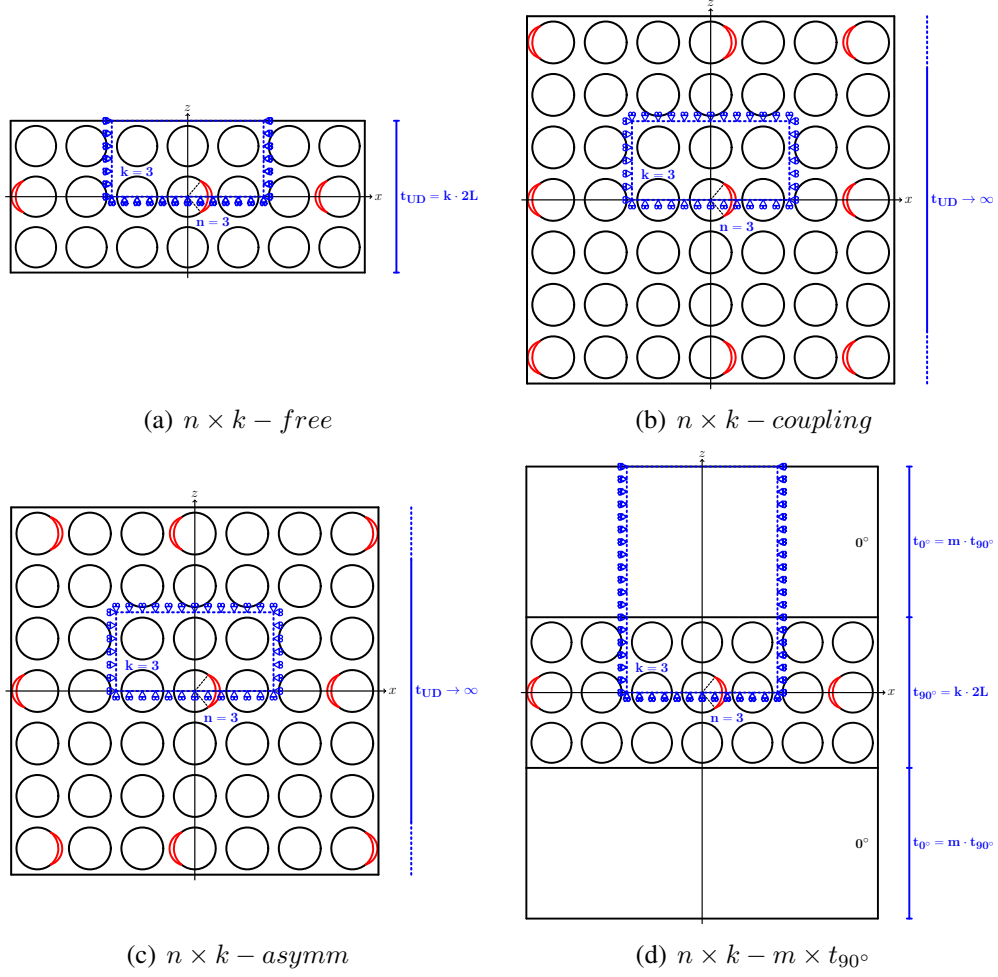 z
x
k = 3
n = 3
t_UD = k · 2L
(a) n × k − free
z
x
k = 3
n = 3
t_UD → ∞
(b) n × k − coupling
z
x
k = 3
n = 3
t_UD → ∞
(c) n × k − asymm
z
x
0°
t_0° = m · t_90°
k = 3
n = 3
t_90° = k · 2L
0°
t_0° = m · t_90°
(d) n × k − m × t_90°